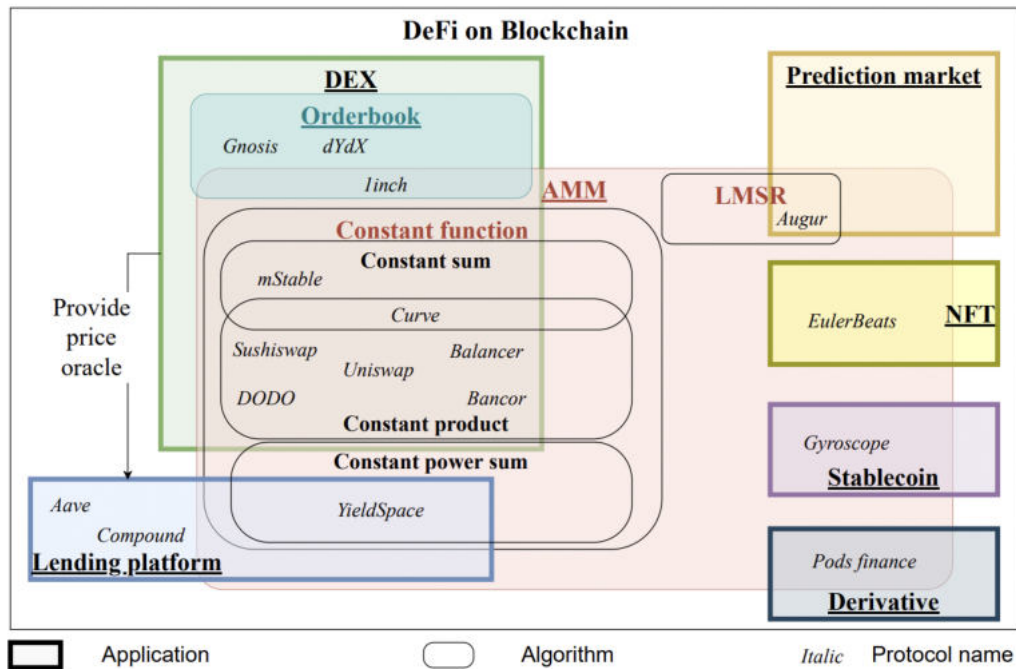 DeFi on Blockchain
DEX
Orderbook
Gnosis dYdX
1inch
AMM
Constant function
Constant sum
mStable
Curve
Sushiswap Balancer
Uniswap
DODO Bancor
Constant product
Constant power sum
YieldSpace
Provide
price
oracle
Aave
Compound
Lending platform
Prediction market
LMSR
Augur
EulerBeats NFT
Gyroscope
Stablecoin
Pods finance
Derivative
Application Algorithm Italic Protocol name